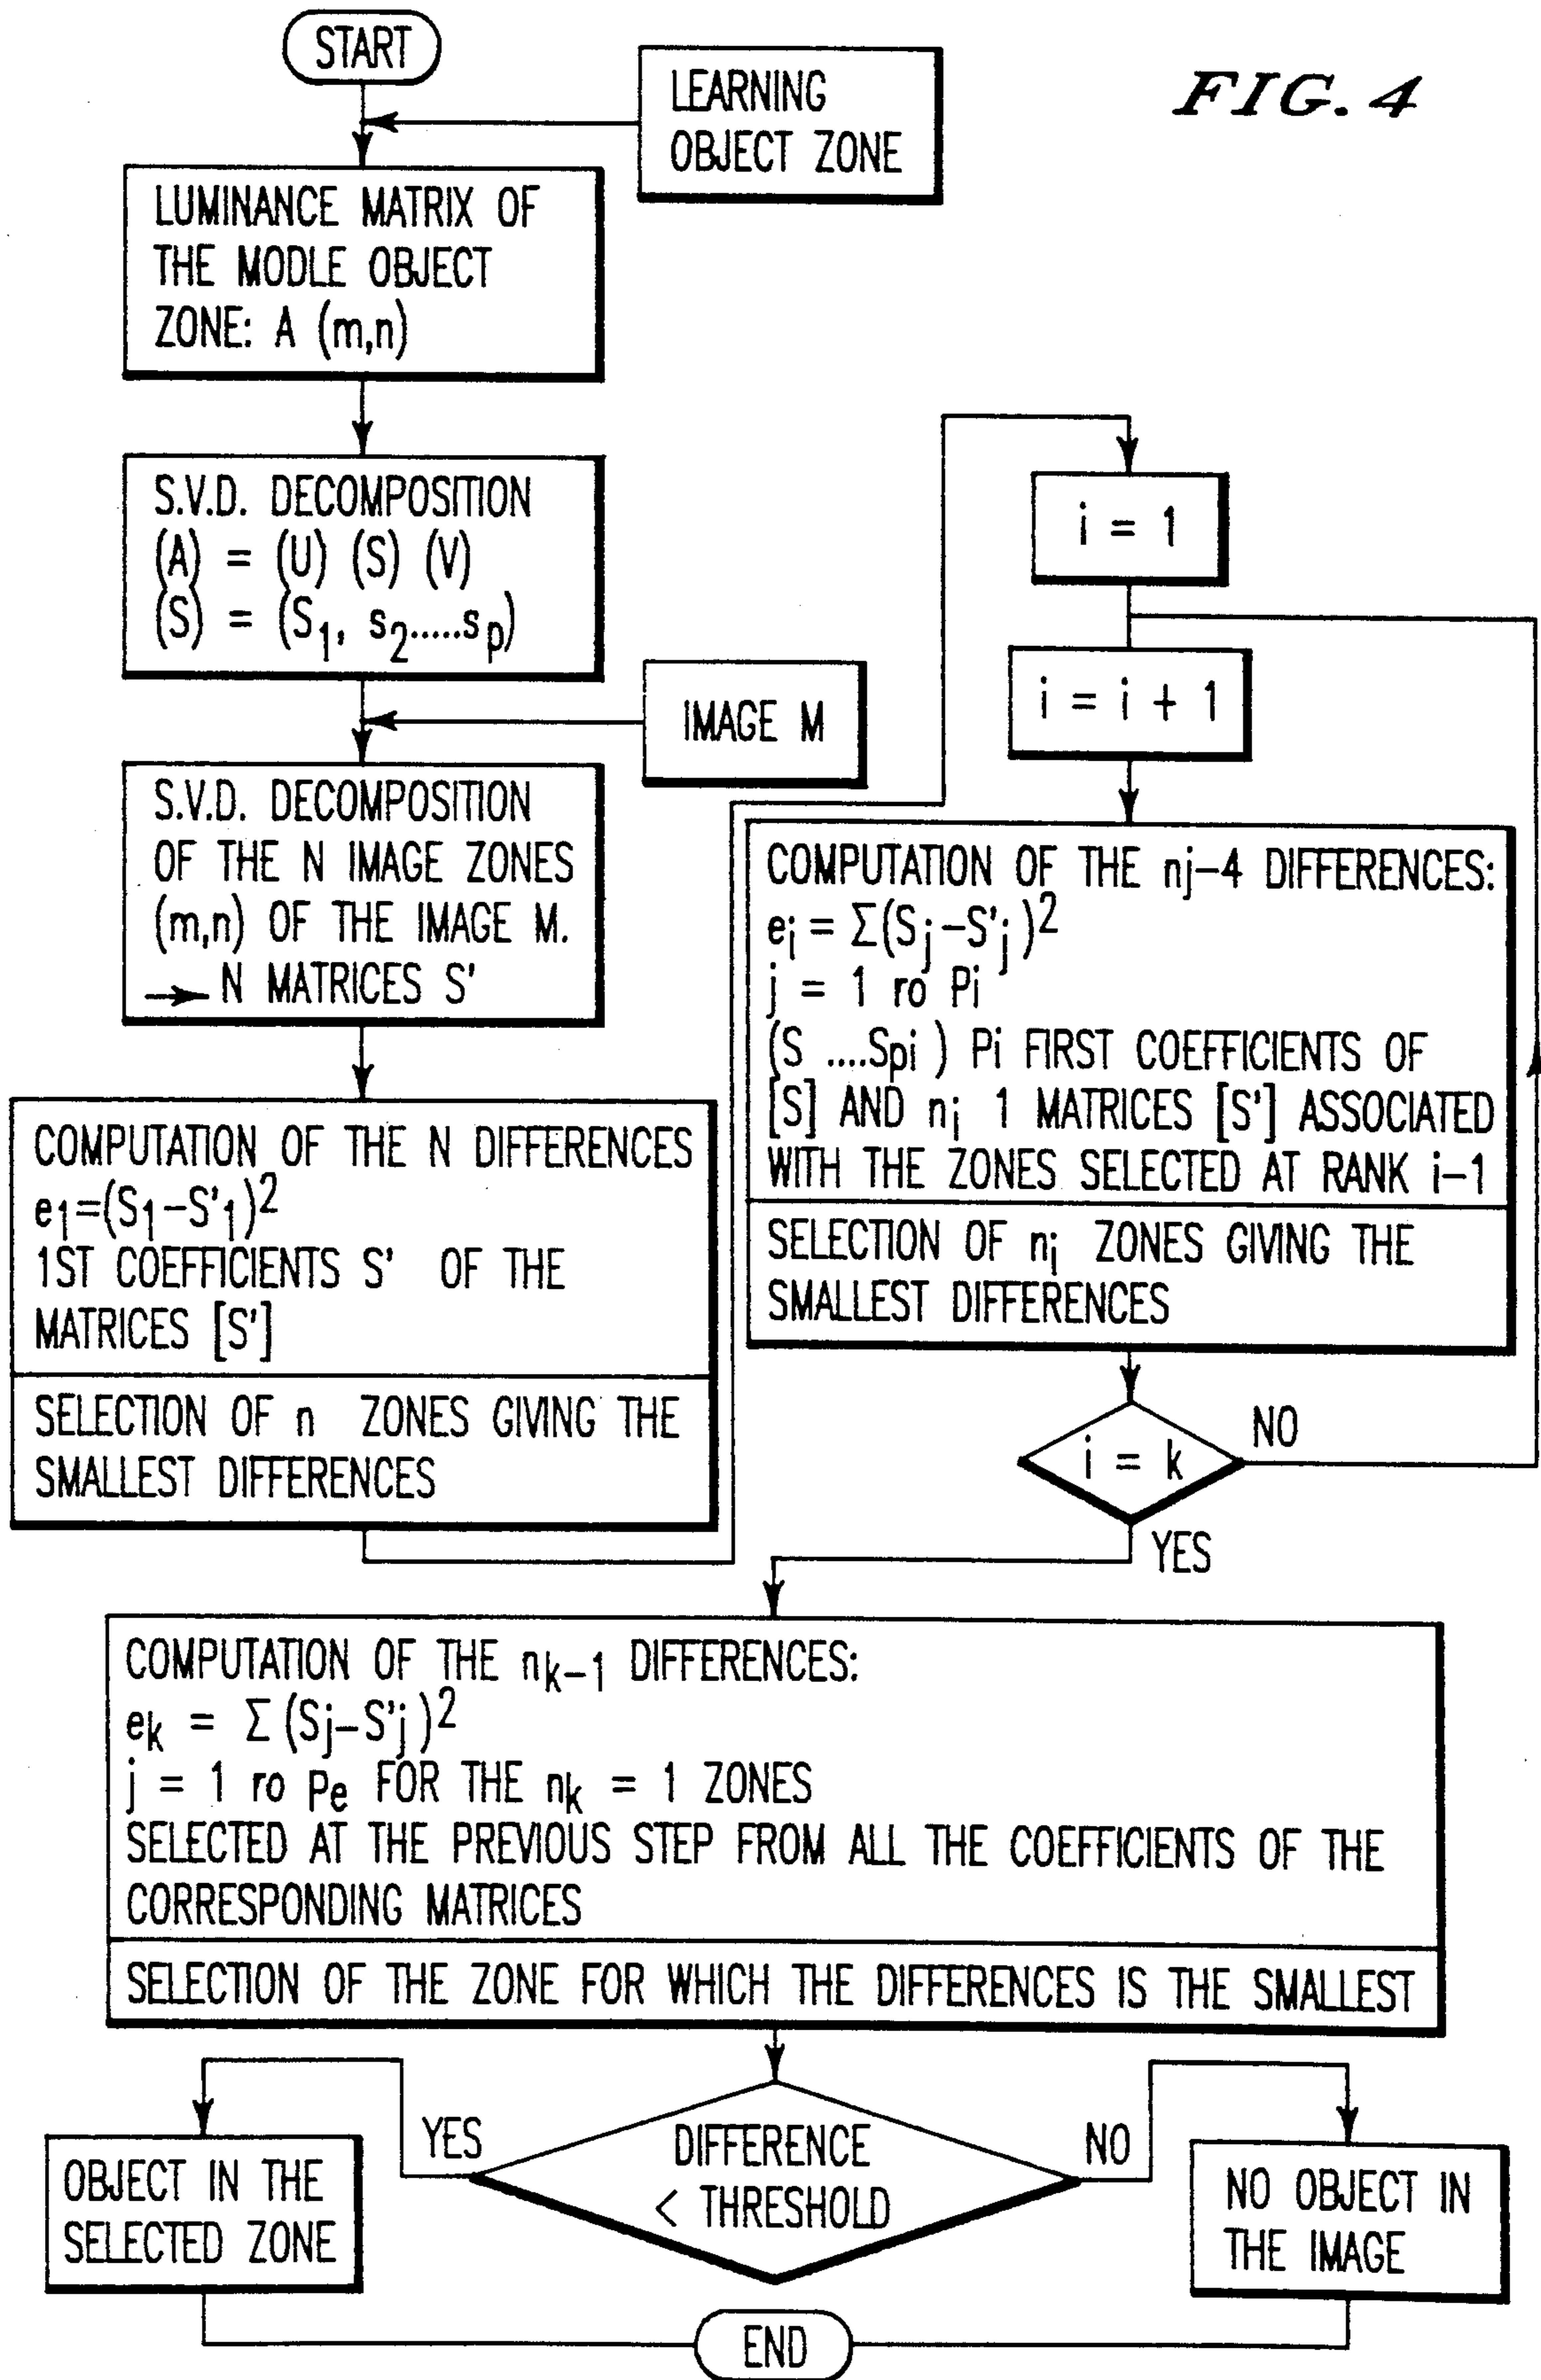 FIG. 4
START
LEARNING
OBJECT ZONE
LUMINANCE MATRIX OF
THE MODLE OBJECT
ZONE: A (m,n)
S.V.D. DECOMPOSITION
(A) = (U) (S) (V)
(S) = (S₁, s₂.....sₚ)
IMAGE M
S.V.D. DECOMPOSITION
OF THE N IMAGE ZONES
(m,n) OF THE IMAGE M.
→ N MATRICES S'
COMPUTATION OF THE N DIFFERENCES
e₁=(S₁-S'₁)²
1ST COEFFICIENTS S' OF THE
MATRICES [S']
SELECTION OF n ZONES GIVING THE
SMALLEST DIFFERENCES
i = 1
i = i + 1
COMPUTATION OF THE nj-4 DIFFERENCES:
eᵢ = Σ(Sⱼ-S'ⱼ)²
j = 1 ro Pi
(S ....Spi ) Pi FIRST COEFFICIENTS OF
[S] AND nᵢ 1 MATRICES [S'] ASSOCIATED
WITH THE ZONES SELECTED AT RANK i-1
SELECTION OF nᵢ ZONES GIVING THE
SMALLEST DIFFERENCES
i = k
NO
YES
COMPUTATION OF THE nₖ₋₁ DIFFERENCES:
eₖ = Σ (Sⱼ-S'ⱼ)²
j = 1 ro Pₑ FOR THE nₖ = 1 ZONES
SELECTED AT THE PREVIOUS STEP FROM ALL THE COEFFICIENTS OF THE
CORRESPONDING MATRICES
SELECTION OF THE ZONE FOR WHICH THE DIFFERENCES IS THE SMALLEST
DIFFERENCE
< THRESHOLD
YES
NO
OBJECT IN THE
SELECTED ZONE
NO OBJECT IN
THE IMAGE
END